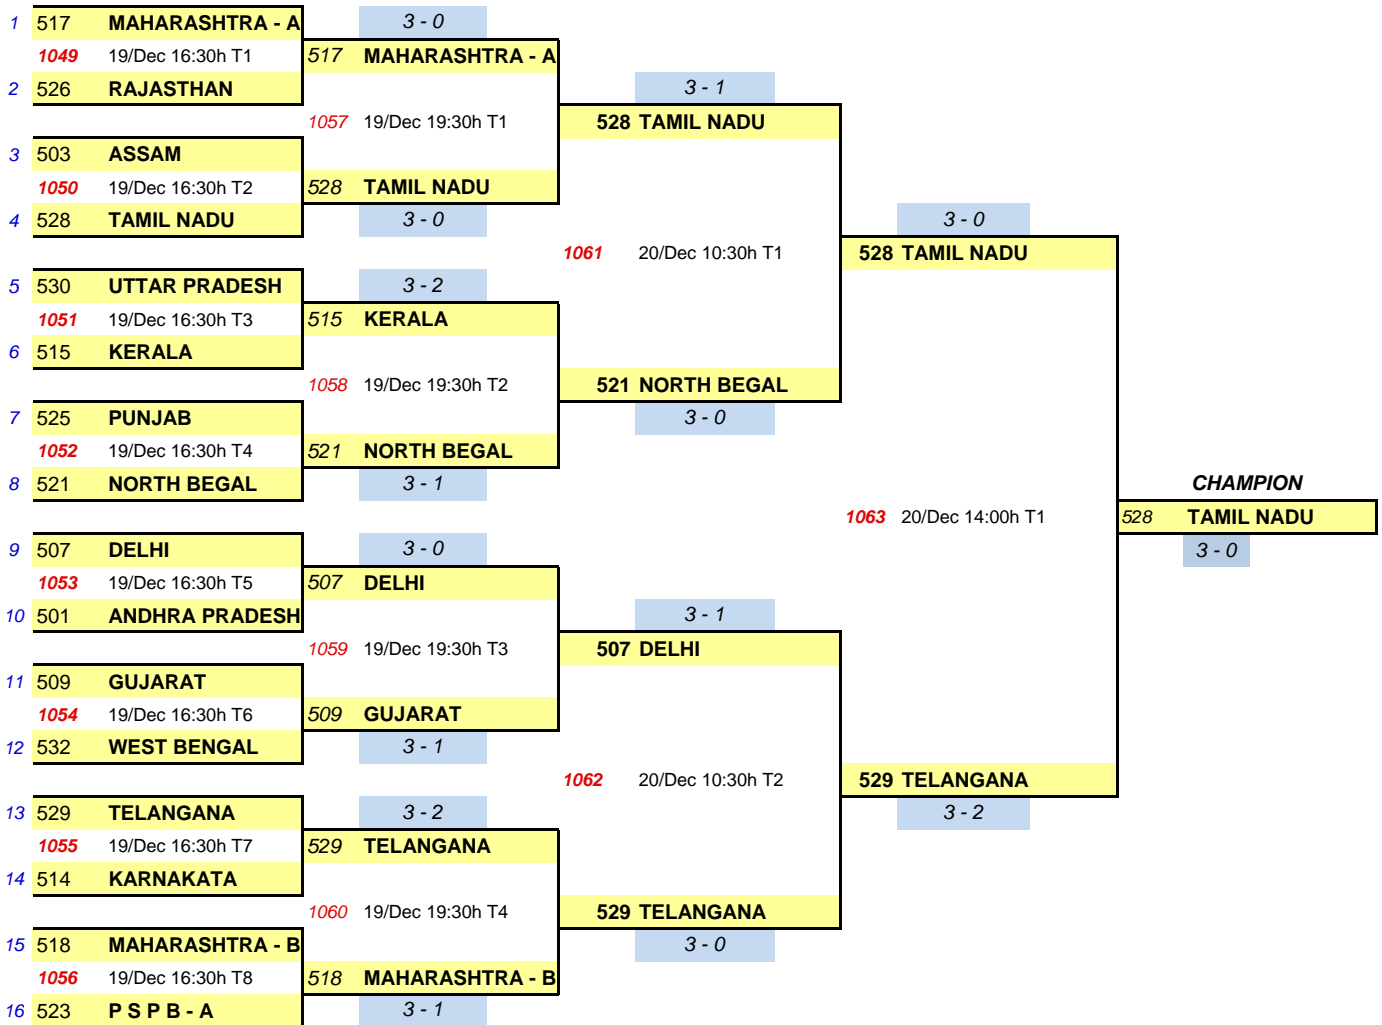 1 517 MAHARASHTRA - A 3 - 0
1049 19/Dec 16:30h T1 517 MAHARASHTRA - A
2 526 RAJASTHAN 3 - 1
1057 19/Dec 19:30h T1 528 TAMIL NADU
3 503 ASSAM
1050 19/Dec 16:30h T2 528 TAMIL NADU
4 528 TAMIL NADU 3 - 0 3 - 0
1061 20/Dec 10:30h T1 528 TAMIL NADU
5 530 UTTAR PRADESH 3 - 2
1051 19/Dec 16:30h T3 515 KERALA
6 515 KERALA
1058 19/Dec 19:30h T2 521 NORTH BEGAL
7 525 PUNJAB 3 - 0
1052 19/Dec 16:30h T4 521 NORTH BEGAL
8 521 NORTH BEGAL 3 - 1 CHAMPION
1063 20/Dec 14:00h T1 528 TAMIL NADU
9 507 DELHI 3 - 0 3 - 0
1053 19/Dec 16:30h T5 507 DELHI
10 501 ANDHRA PRADESH 3 - 1
1059 19/Dec 19:30h T3 507 DELHI
11 509 GUJARAT
1054 19/Dec 16:30h T6 509 GUJARAT
12 532 WEST BENGAL 3 - 1
1062 20/Dec 10:30h T2 529 TELANGANA
13 529 TELANGANA 3 - 2 3 - 2
1055 19/Dec 16:30h T7 529 TELANGANA
14 514 KARNAKATA
1060 19/Dec 19:30h T4 529 TELANGANA
15 518 MAHARASHTRA - B 3 - 0
1056 19/Dec 16:30h T8 518 MAHARASHTRA - B
16 523 P S P B - A 3 - 1